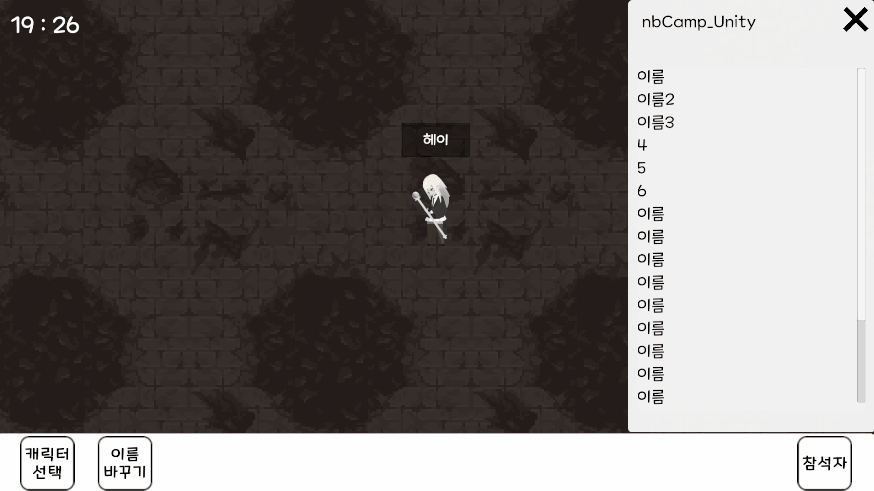 19 : 26
nbCamp_Unity
헤이
이름
이름2
이름3
4
5
6
이름
이름
이름
이름
이름
이름
이름
이름
이름
캐릭터
선택
이름
바꾸기
참석자